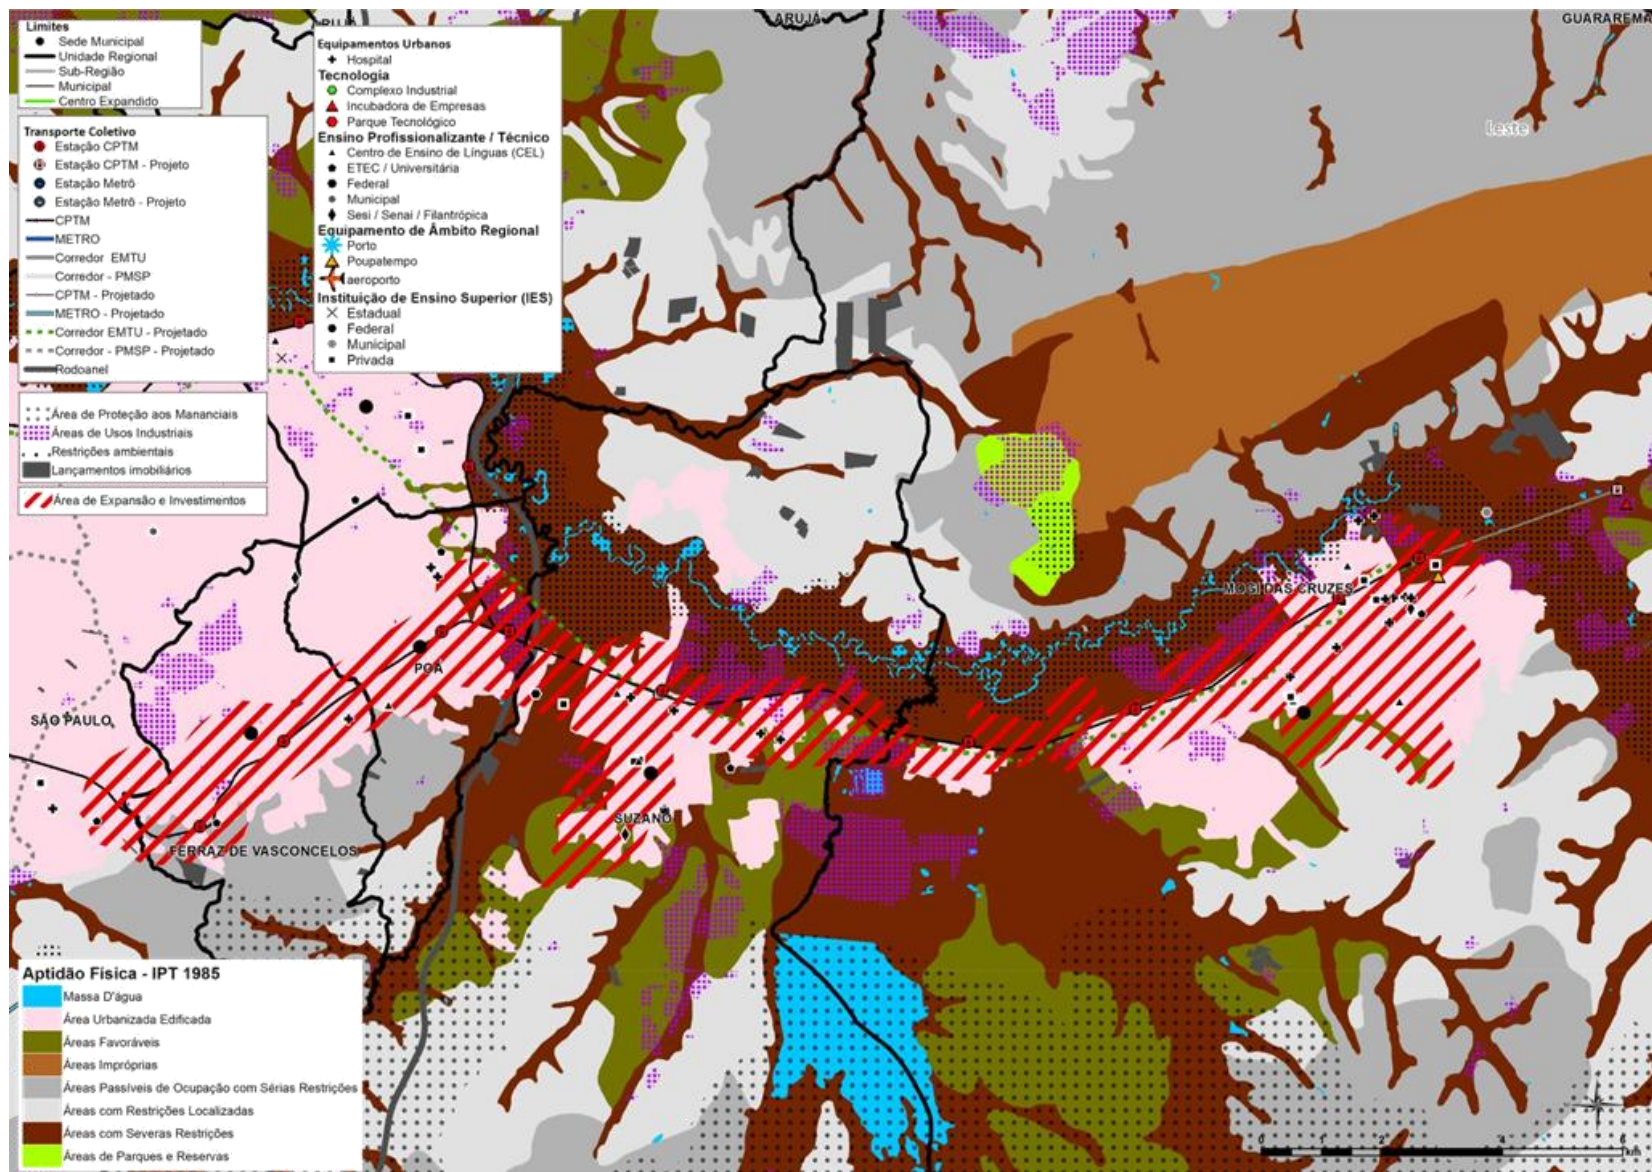 Limites
Sede Municipal
Unidade Regional
Sub-Região
Municipal
Centro Expandido
Transporte Coletivo
Estação CPTM
Estação CPTM - Projeto
Estação Metrô
Estação Metrô - Projeto
CPTM
METRO
Corredor EMTU
Corredor - PMSP
CPTM - Projetado
METRO - Projetado
Corredor EMTU - Projetado
Corredor - PMSP - Projetado
Rodoanel
Área de Proteção aos Mananciais
Áreas de Usos Industriais
Restrições ambientais
Lançamentos imobiliários
Área de Expansão e Investimentos
Equipamentos Urbanos
Hospital
Tecnologia
Complexo Industrial
Incubadora de Empresas
Parque Tecnológico
Ensino Profissionalizante / Técnico
Centro de Ensino de Línguas (CEL)
ETEC / Universitária
Federal
Municipal
Sesi / Senai / Filantrópica
Equipamento de Âmbito Regional
Porto
Poupatempo
aeroporto
Instituição de Ensino Superior (IES)
Estadual
Federal
Municipal
Privada
ARUJÁ
GUARAREMA
Leste
MOGI DAS CRUZES
POÁ
SÃO PAULO
SUZANO
FERRAZ DE VASCONCELOS
Aptidão Física - IPT 1985
Massa D'água
Área Urbanizada Edificada
Áreas Favoráveis
Áreas Impróprias
Áreas Passíveis de Ocupação com Sérias Restrições
Áreas com Restrições Localizadas
Áreas com Severas Restrições
Áreas de Parques e Reservas
0 1 2 4 6
km